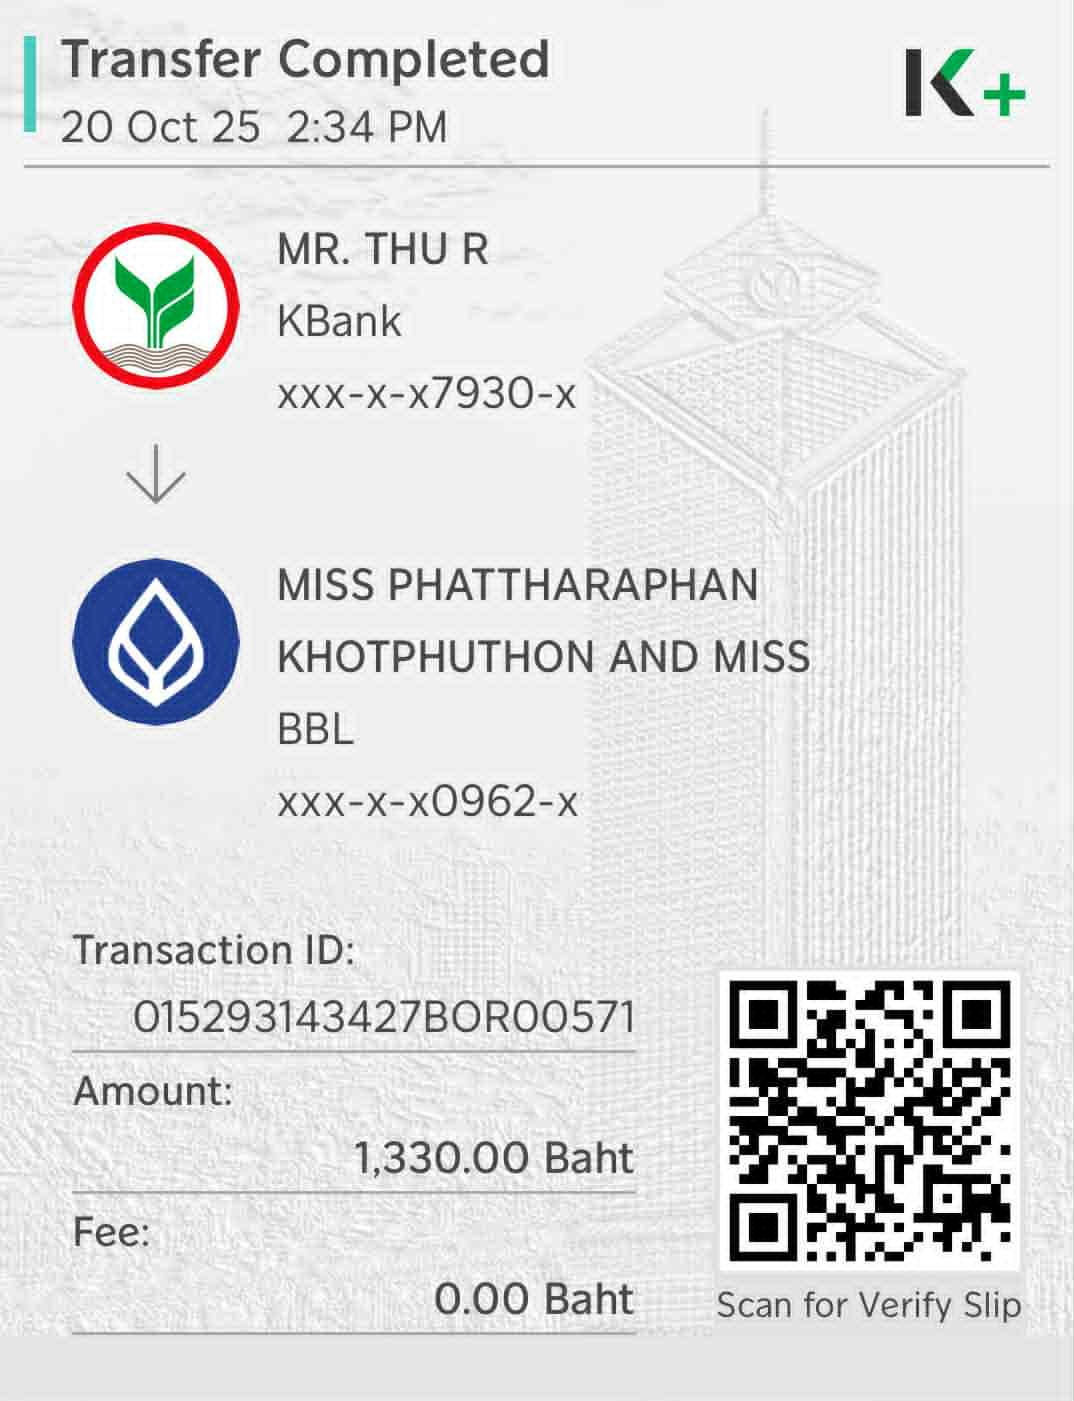 Transfer Completed
20 Oct 25  2:34 PM
K+
MR. THU R
KBank
xxx-x-x7930-x
MISS PHATTHARAPHAN
KHOTPHUTHON AND MISS
BBL
xxx-x-x0962-x
Transaction ID:
015293143427BOR00571
Amount:
1,330.00 Baht
Fee:
0.00 Baht
Scan for Verify Slip